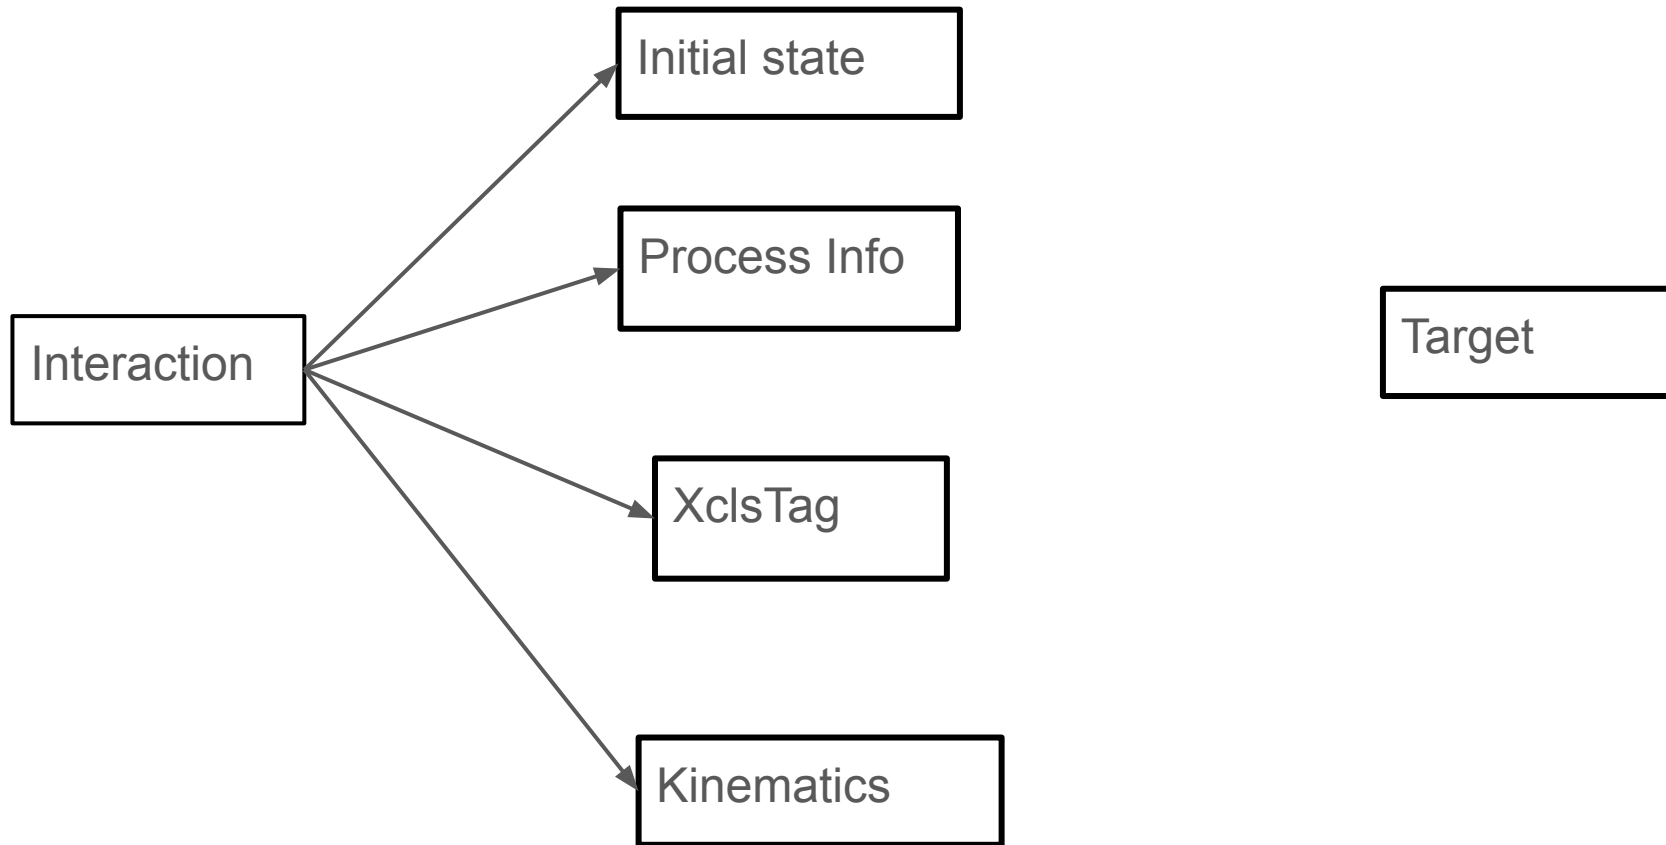 Initial state
Process Info
Interaction
Target
XclsTag
Kinematics